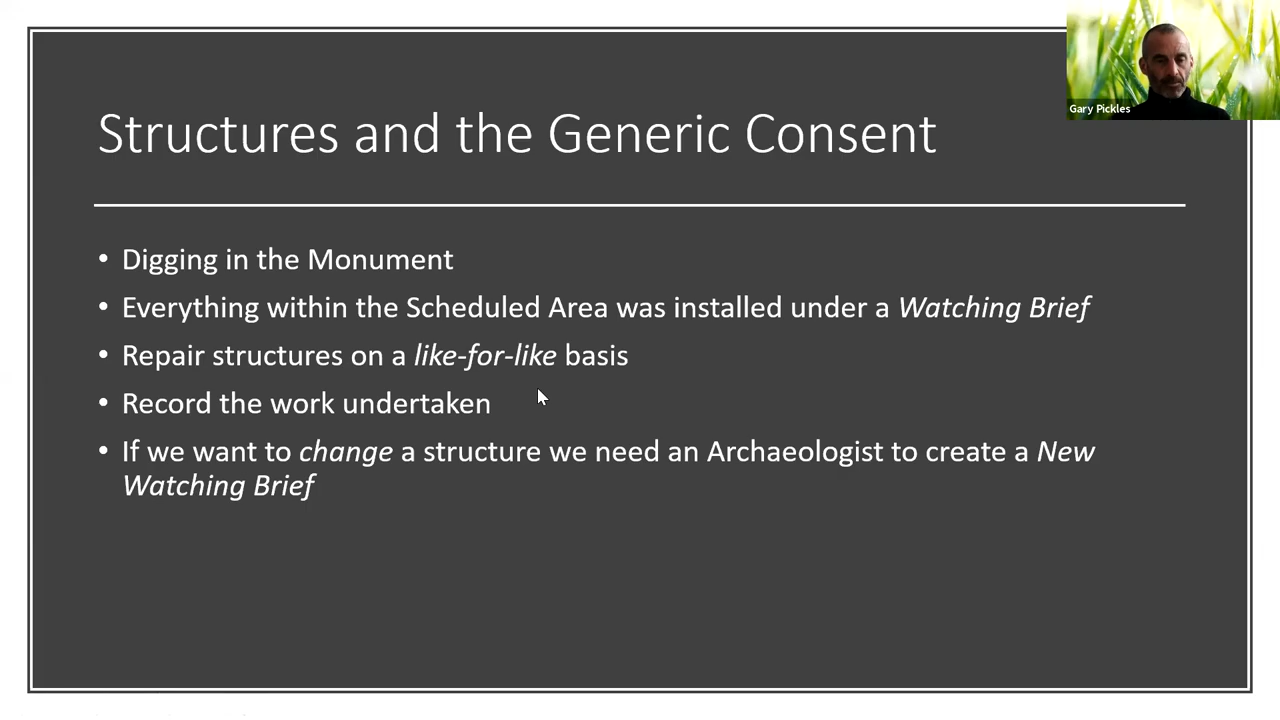 Gary Pickles
Structures and the Generic Consent
• Digging in the Monument
• Everything within the Scheduled Area was installed under a Watching Brief
• Repair structures on a like-for-like basis
• Record the work undertaken
• If we want to change a structure we need an Archaeologist to create a New
Watching Brief